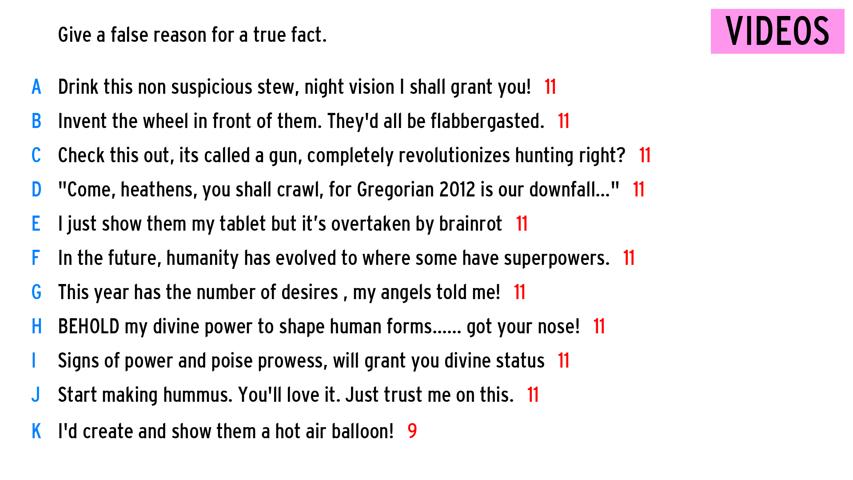 Give a false reason for a true fact.
VIDEOS
A Drink this non suspicious stew, night vision I shall grant you! 11
B Invent the wheel in front of them. They'd all be flabbergasted. 11
C Check this out, its called a gun, completely revolutionizes hunting right? 11
D "Come, heathens, you shall crawl, for Gregorian 2012 is our downfall..." 11
E I just show them my tablet but it’s overtaken by brainrot 11
F In the future, humanity has evolved to where some have superpowers. 11
G This year has the number of desires , my angels told me! 11
H BEHOLD my divine power to shape human forms...... got your nose! 11
I Signs of power and poise prowess, will grant you divine status 11
J Start making hummus. You'll love it. Just trust me on this. 11
K I'd create and show them a hot air balloon! 9